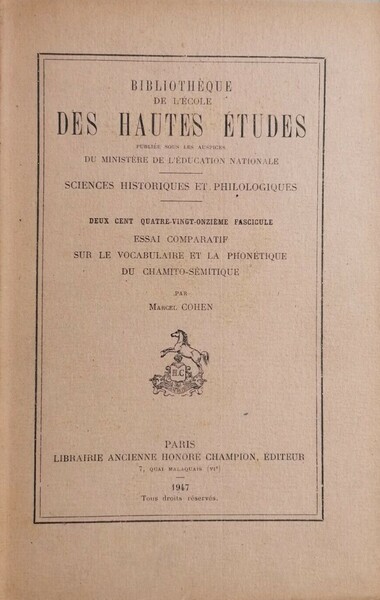 BIBLIOTHÈQUE
DE L'ÉCOLE
DES HAUTES ÉTUDES
PUBLIÉE SOUS LES AUSPICES
DU MINISTÈRE DE L'ÉDUCATION NATIONALE
SCIENCES HISTORIQUES ET PHILOLOGIQUES
DEUX CENT QUATRE-VINGT-ONZIÈME FASCICULE
ESSAI COMPARATIF
SUR LE VOCABULAIRE ET LA PHONÉTIQUE
DU CHAMITO-SÉMITIQUE
PAR
MARCEL COHEN
H C
PARIS
LIBRAIRIE ANCIENNE HONORÉ CHAMPION, ÉDITEUR
7, QUAI MALAQUAIS (VIᵉ)
1947
Tous droits réservés.